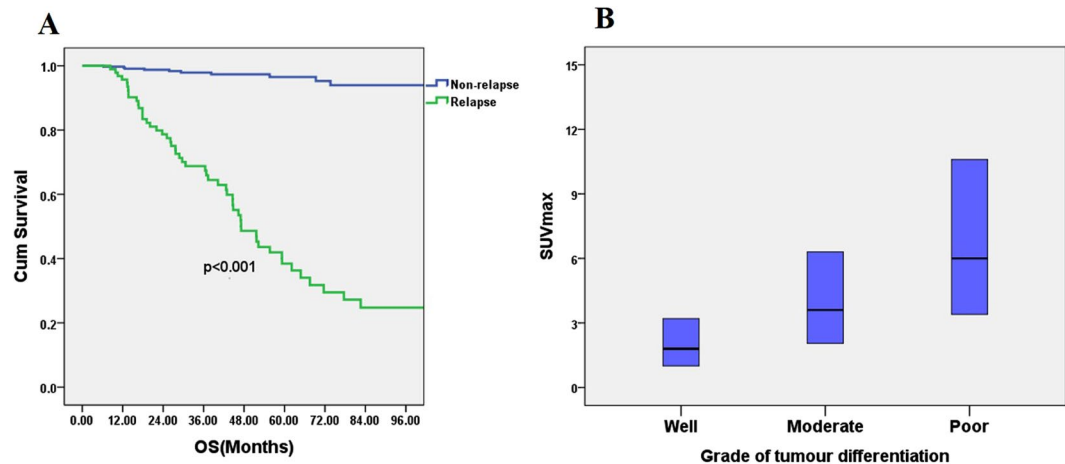 A
Cum Survival
1.0
0.8
0.6
0.4
0.2
0.0
p<0.001
Non-relapse
Relapse
0.00 12.00 24.00 36.00 48.00 60.00 72.00 84.00 96.00
OS(Months)
B
SUVmax
15
12
9
6
3
0
Well Moderate Poor
Grade of tumour differentiation